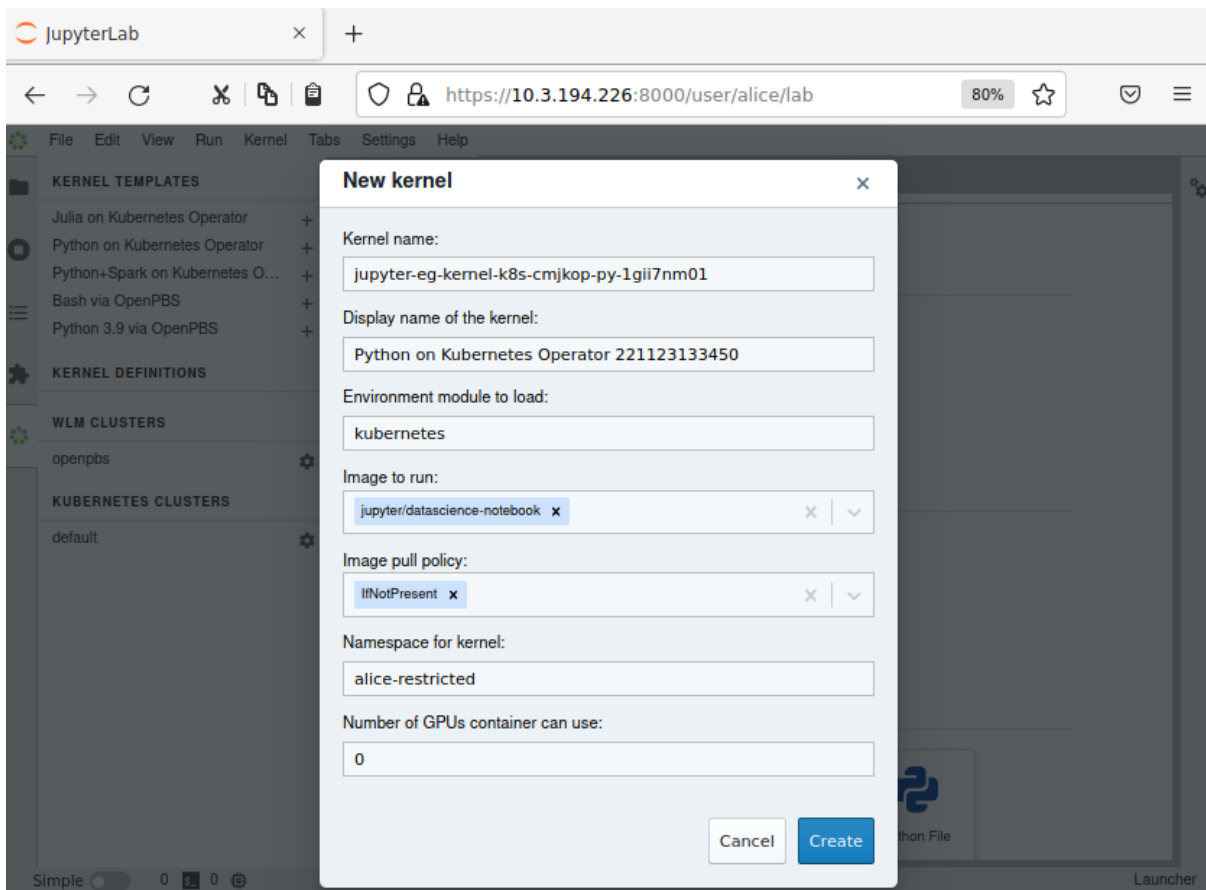 JupyterLab
https://10.3.194.226:8000/user/alice/lab
80%
File Edit View Run Kernel Tabs Settings Help
KERNEL TEMPLATES
Julia on Kubernetes Operator
Python on Kubernetes Operator
Python+Spark on Kubernetes O...
Bash via OpenPBS
Python 3.9 via OpenPBS
KERNEL DEFINITIONS
WLM CLUSTERS
openpbs
KUBERNETES CLUSTERS
default
New kernel
Kernel name:
jupyter-eg-kernel-k8s-cmjkop-py-1gii7nm01
Display name of the kernel:
Python on Kubernetes Operator 221123133450
Environment module to load:
kubernetes
Image to run:
jupyter/datascience-notebook
Image pull policy:
IfNotPresent
Namespace for kernel:
alice-restricted
Number of GPUs container can use:
0
Cancel Create
thon File
Simple 0 0 Launcher